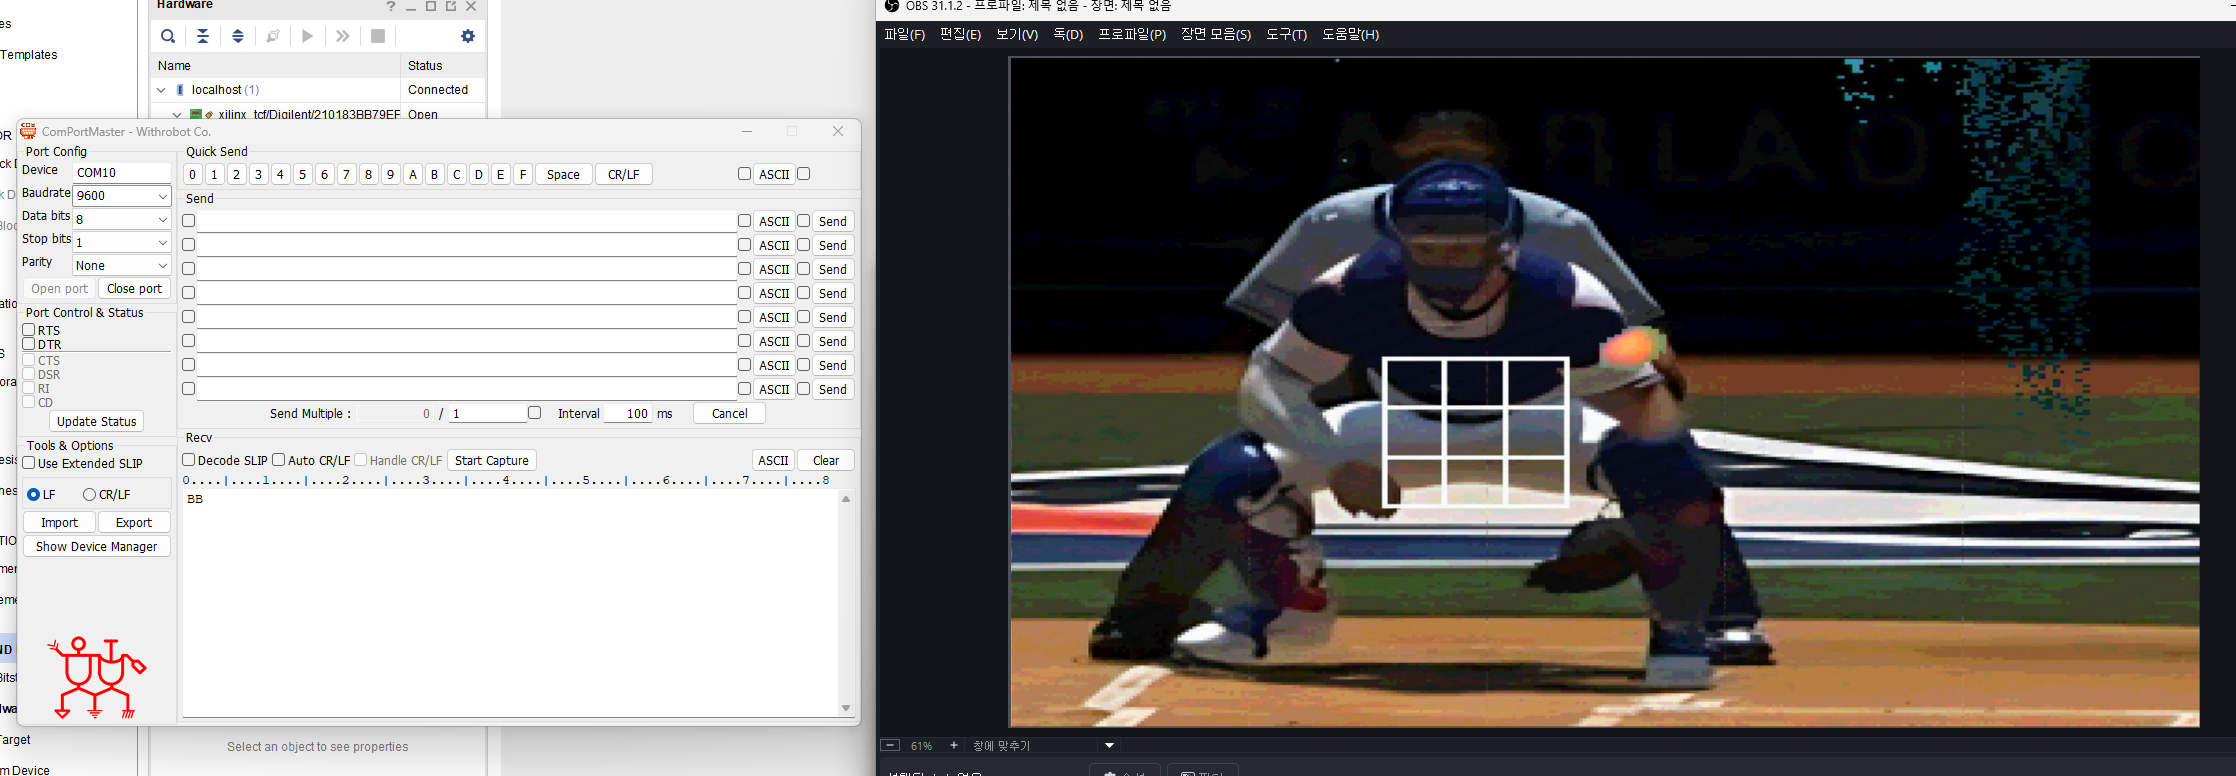 Hardware
Name Status
localhost (1) Connected
xilinx_tcf/Digilent/210183BB79EF Open
Templates
ComPortMaster - Withrobot Co.
Port Config
Device COM10
Baudrate 9600
Data bits 8
Stop bits 1
Parity None
Open port Close port
Port Control & Status
RTS
DTR
CTS
DSR
RI
CD
Update Status
Tools & Options
Use Extended SLIP
LF CR/LF
Import Export
Show Device Manager
Quick Send
0 1 2 3 4 5 6 7 8 9 A B C D E F Space CR/LF ASCII
Send
ASCII Send
ASCII Send
ASCII Send
ASCII Send
ASCII Send
ASCII Send
ASCII Send
ASCII Send
Send Multiple : 0 / 1 Interval 100 ms Cancel
Recv
Decode SLIP Auto CR/LF Handle CR/LF Start Capture ASCII Clear
0....|....1....|....2....|....3....|....4....|....5....|....6....|....7....|....8
BB
Select an object to see properties
Target
m Device
OBS 31.1.2 - 프로파일: 제목 없음 - 장면: 제목 없음
파일(F) 편집(E) 보기(V) 독(D) 프로파일(P) 장면 모음(S) 도구(T) 도움말(H)
61% 창에 맞추기